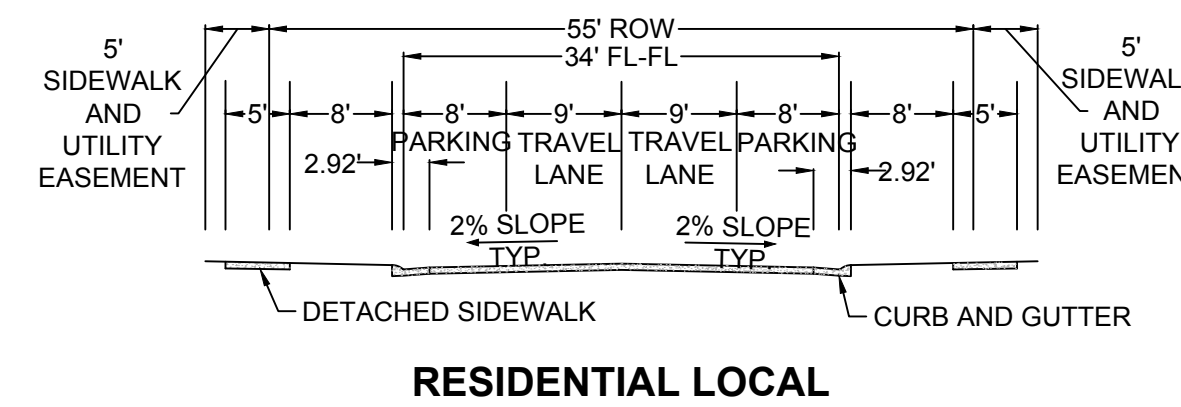 55' ROW
34' FL-FL
5'
SIDEWALK
AND
UTILITY
EASEMENT
5'
SIDEWAL
AND
UTILITY
EASEMEN
5' 8' 8' 9' 9' 8' 8' 5'
PARKING TRAVEL TRAVEL PARKING
LANE LANE
2.92' 2.92'
2% SLOPE 2% SLOPE
TYP. TYP.
DETACHED SIDEWALK
CURB AND GUTTER
RESIDENTIAL LOCAL